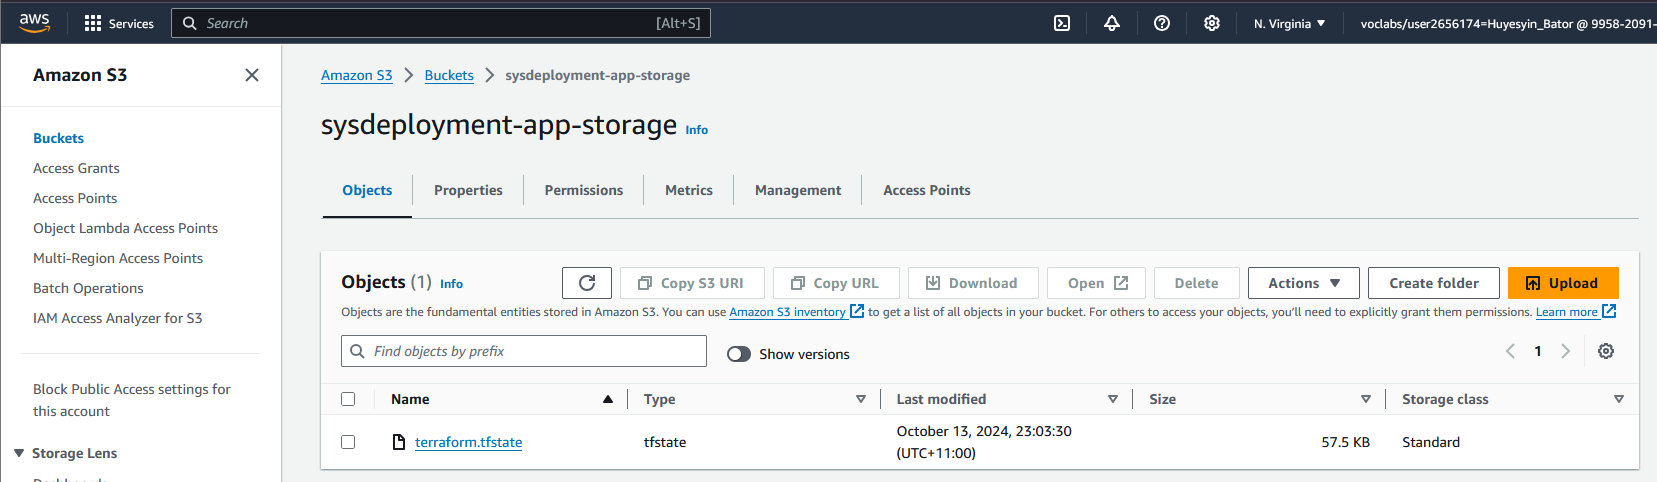 aws Services Search [Alt+S] N. Virginia voclabs/user2656174=Huyesyin_Bator @ 9958-2091-
Amazon S3
Buckets
Access Grants
Access Points
Object Lambda Access Points
Multi-Region Access Points
Batch Operations
IAM Access Analyzer for S3
Block Public Access settings for
this account
Storage Lens
Dashboards
Amazon S3 > Buckets > sysdeployment-app-storage
sysdeployment-app-storage Info
Objects Properties Permissions Metrics Management Access Points
Objects (1) Info Copy S3 URI Copy URL Download Open Delete Actions Create folder Upload
Objects are the fundamental entities stored in Amazon S3. You can use Amazon S3 inventory to get a list of all objects in your bucket. For others to access your objects, you'll need to explicitly grant them permissions. Learn more
Find objects by prefix Show versions 1
Name Type Last modified Size Storage class
terraform.tfstate tfstate October 13, 2024, 23:03:30 57.5 KB Standard
(UTC+11:00)